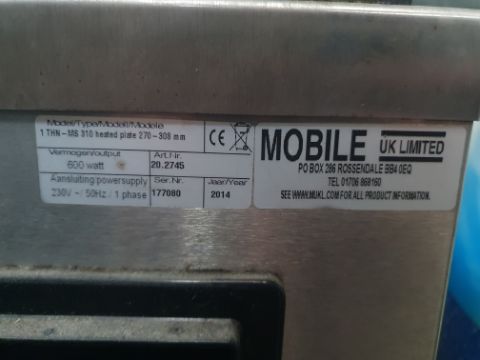 Model/Type/Modell/Modele
1 THN-MB 310 heated plate 270-308 mm
Vermogen/output
600 watt
Art.nr.
20.2745
Aansluiting/powersupply
230V ~ / 50Hz / 1 phase
Ser.Nr.
177080
Jaar/Year
2014
CE
MOBILE UK LIMITED
PO BOX 286 ROSSENDALE BB4 0EQ
TEL 01706 868160
SEE WWW.MUKL.COM FOR ALL PRODUCT INFORMATION.